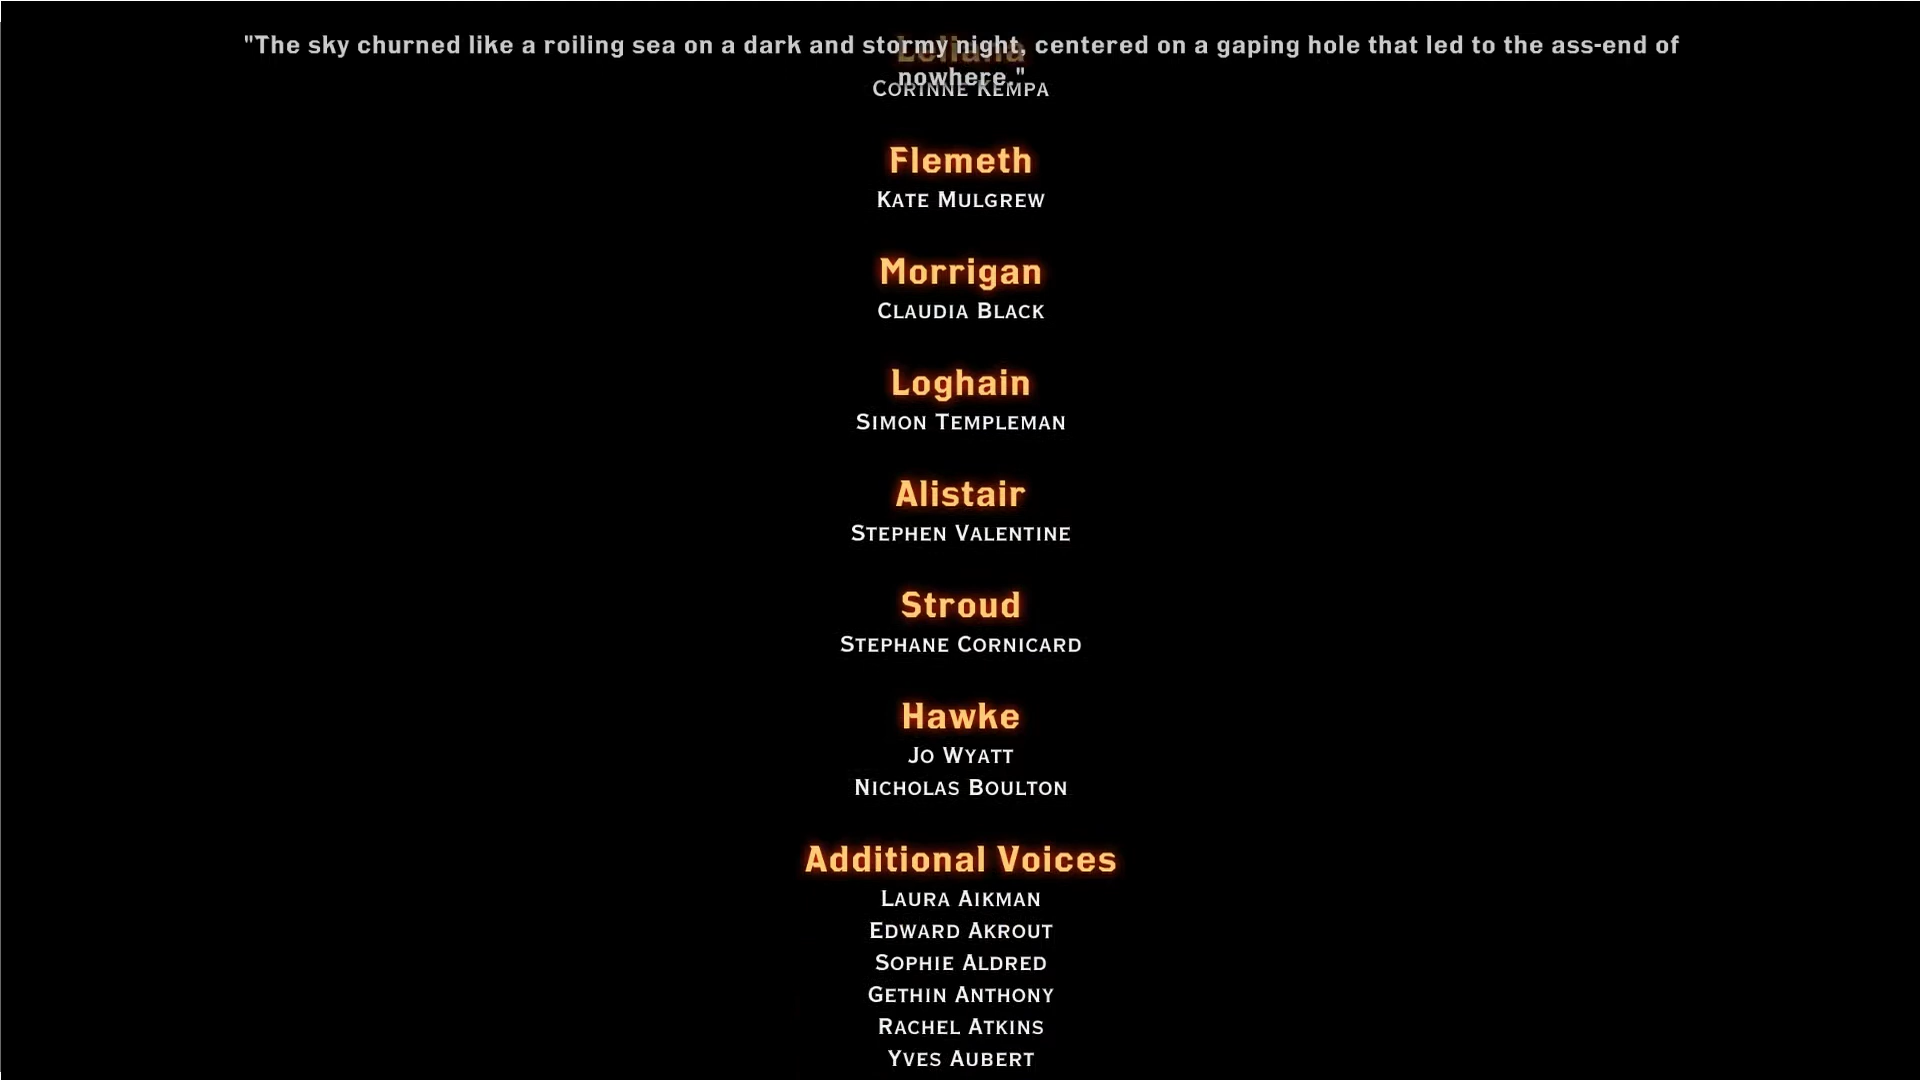 "The sky churned like a roiling sea on a dark and stormy night, centered on a gaping hole that led to the ass-end of
nowhere."
Leliana
Corinne Kempa
Flemeth
Kate Mulgrew
Morrigan
Claudia Black
Loghain
Simon Templeman
Alistair
Stephen Valentine
Stroud
Stephane Cornicard
Hawke
Jo Wyatt
Nicholas Boulton
Additional Voices
Laura Aikman
Edward Akrout
Sophie Aldred
Gethin Anthony
Rachel Atkins
Yves Aubert